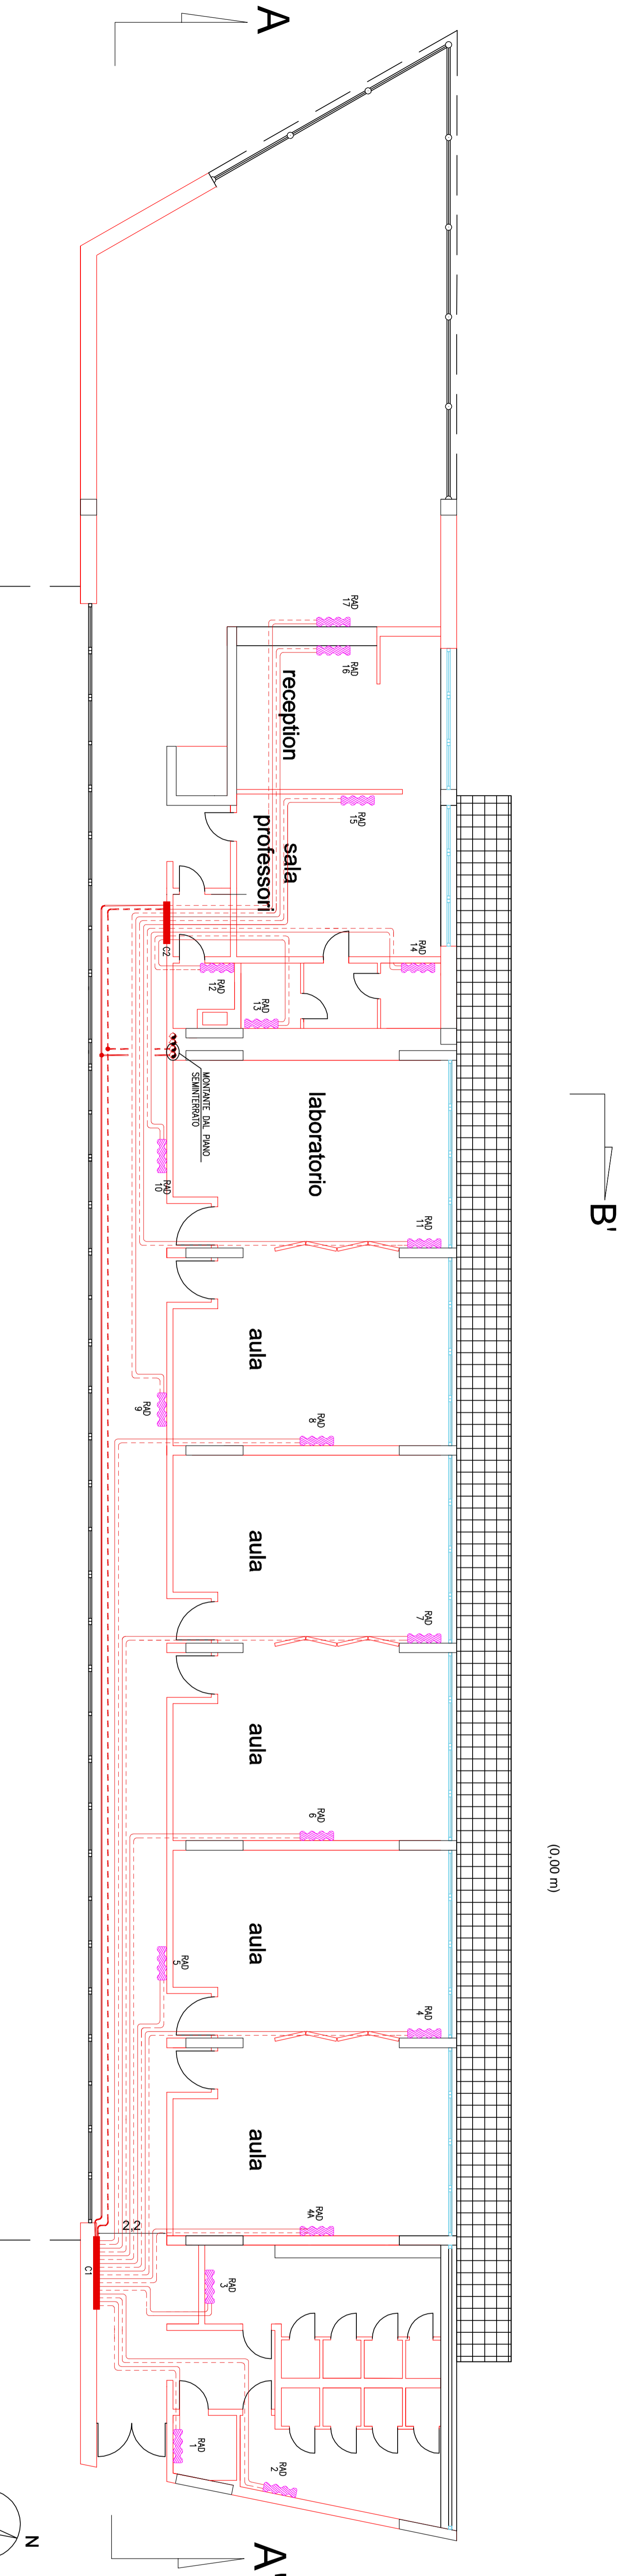 A
RAD
17
RAD
16
reception
RAD
15
sala
professori
C2
RAD
14
RAD
12
RAD
13
MONTANTE DAL PIANO
SEMINTERRATO
laboratorio
RAD
10
RAD
11
B'
aula
RAD
9
RAD
8
aula
RAD
7
aula
RAD
6
(0,00 m)
aula
RAD
5
RAD
4
aula
RAD
4A
2,2
C1
RAD
3
RAD
1
RAD
2
A'
N